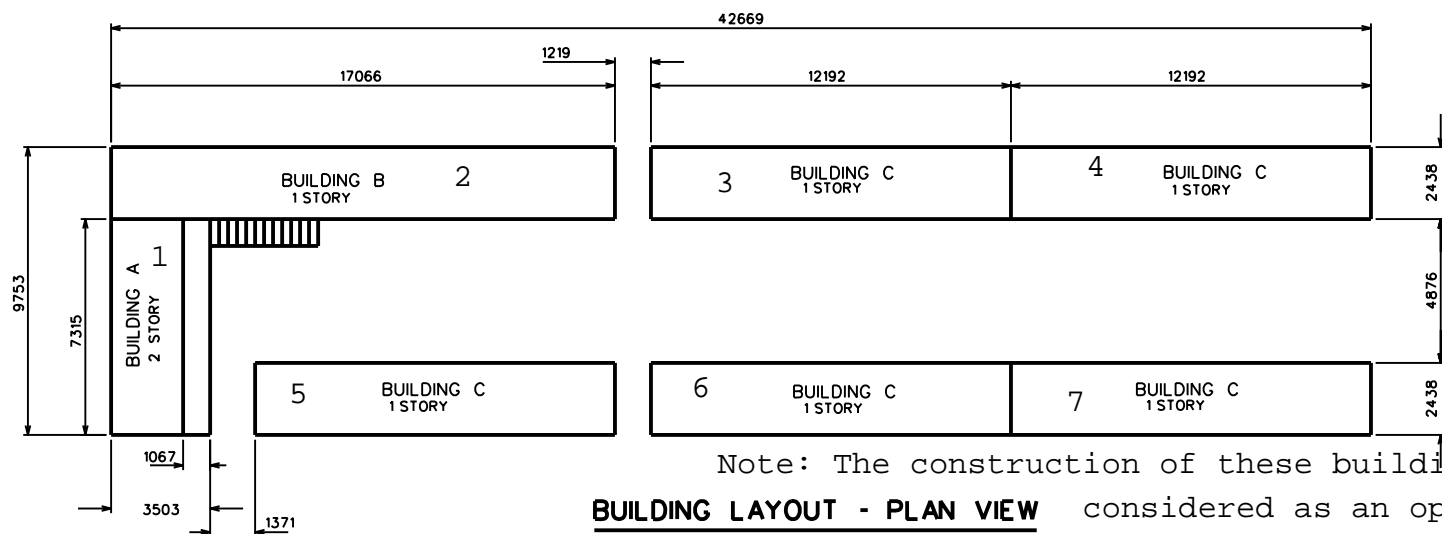 42669
1219
17066
12192
12192
BUILDING B
1 STORY
2
3
BUILDING C
1 STORY
4
BUILDING C
1 STORY
2438
9753
7315
BUILDING A
2 STORY
1
4876
5
BUILDING C
1 STORY
6
BUILDING C
1 STORY
7
BUILDING C
1 STORY
2438
1067
3503
1371
Note: The construction of these buildi
BUILDING LAYOUT - PLAN VIEW
considered as an op